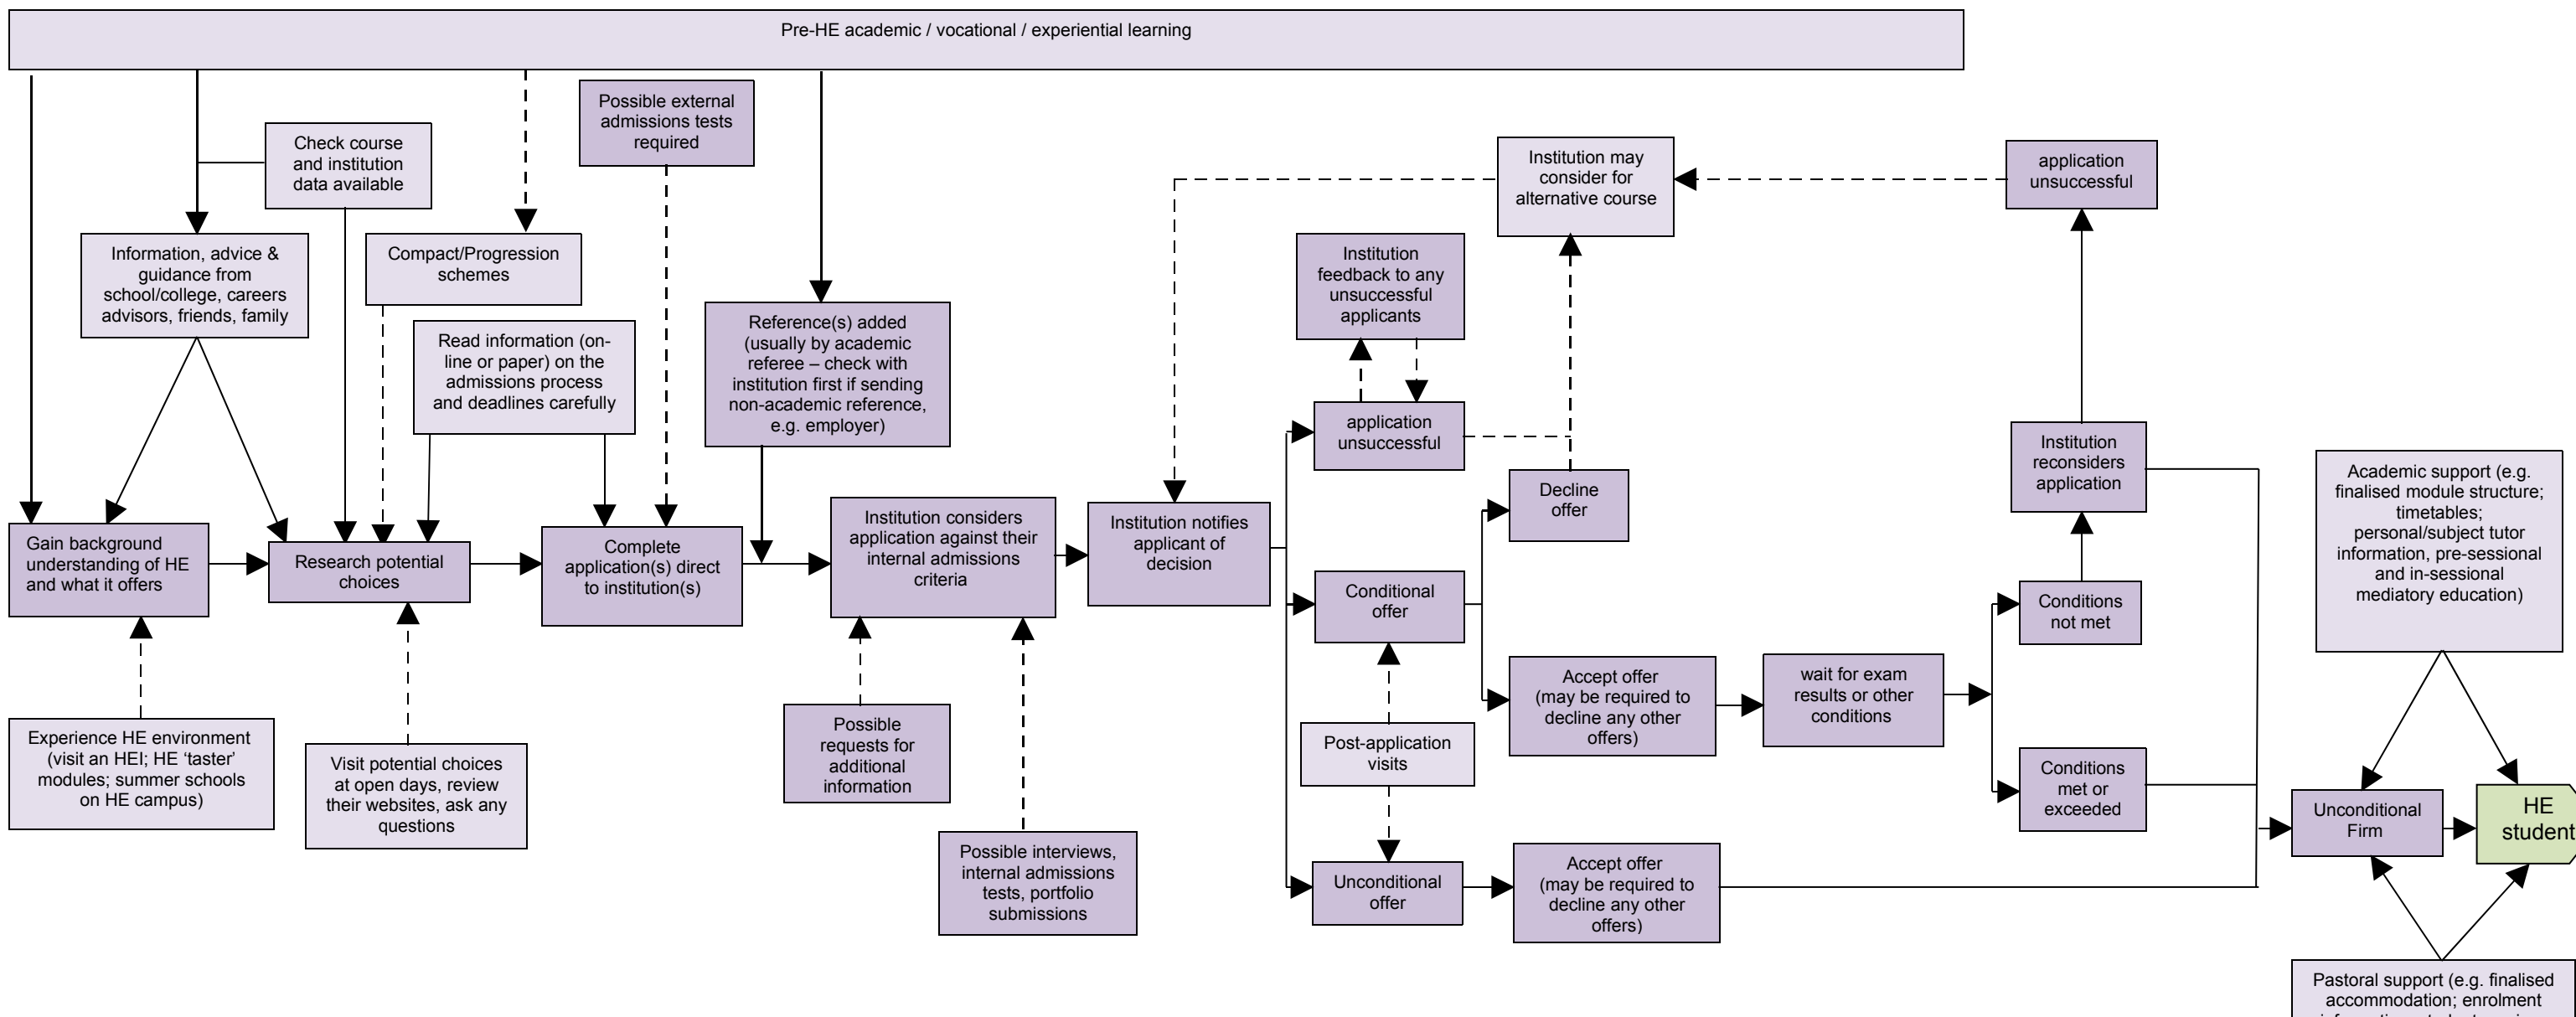 Pre-HE academic / vocational / experiential learning
Possible external
admissions tests
required
Check course
and institution
data available
Institution may
consider for
alternative course
application
unsuccessful
Information, advice &
guidance from
school/college, careers
advisors, friends, family
Compact/Progression
schemes
Institution
feedback to any
unsuccessful
applicants
Read information (on-
line or paper) on the
admissions process
and deadlines carefully
Reference(s) added
(usually by academic
referee – check with
institution first if sending
non-academic reference,
e.g. employer)
application
unsuccessful
Institution
reconsiders
application
Academic support (e.g.
finalised module structure;
timetables;
personal/subject tutor
information, pre-sessional
and in-sessional
mediatory education)
Decline
offer
Gain background
understanding of HE
and what it offers
Research potential
choices
Complete
application(s) direct
to institution(s)
Institution considers
application against their
internal admissions
criteria
Institution notifies
applicant of
decision
Conditional
offer
Conditions
not met
Accept offer
(may be required to
decline any other
offers)
wait for exam
results or other
conditions
Experience HE environment
(visit an HEI; HE ‘taster’
modules; summer schools
on HE campus)
Visit potential choices
at open days, review
their websites, ask any
questions
Possible
requests for
additional
information
Post-application
visits
Conditions
met or
exceeded
Unconditional
Firm
HE
student
Possible interviews,
internal admissions
tests, portfolio
submissions
Unconditional
offer
Accept offer
(may be required to
decline any other
offers)
Pastoral support (e.g. finalised
accommodation; enrolment